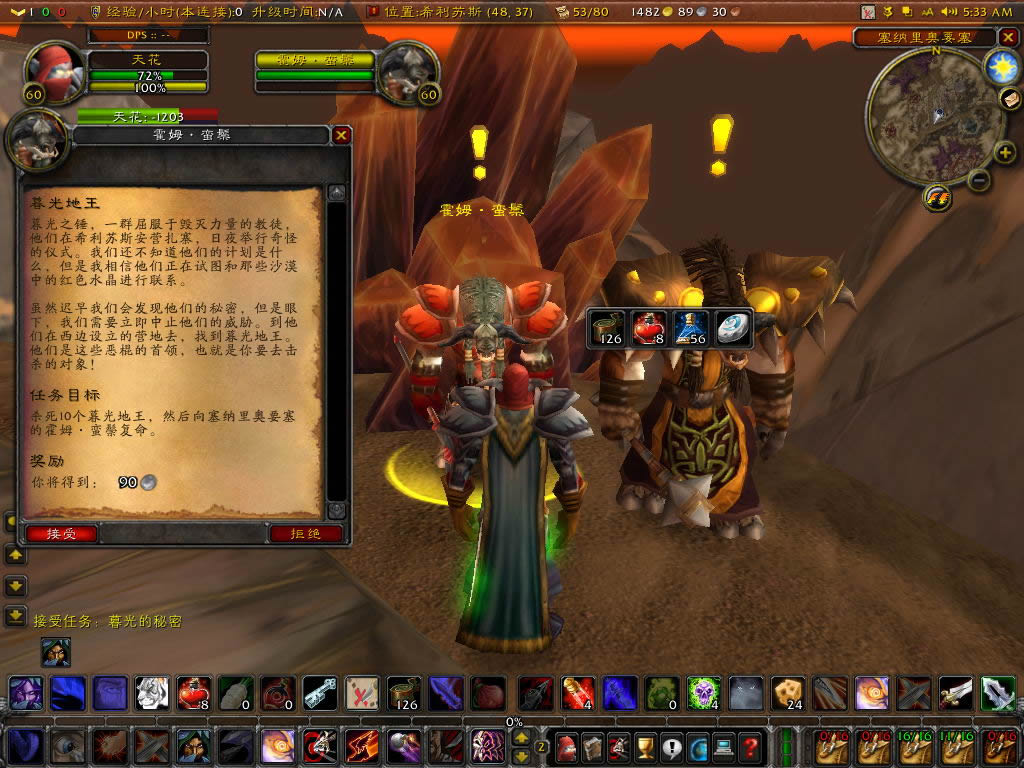 1 0 0 经验/小时(本连接):0 升级时间:N/A 位置:希利苏斯 (48, 37) 53/80 1482 89 30 5:33 AM
DPS :: --
塞纳里奥要塞
天花
霍姆·蛮鬃
72%
100%
60
60
N
天花:-1203
霍姆·蛮鬃
暮光地王
暮光之锤,一群屈服于毁灭力量的教徒,
他们在希利苏斯安营扎寨,日夜举行奇怪
的仪式。我们还不知道他们的计划是什
么,但是我相信他们正在试图和那些沙漠
中的红色水晶进行联系。
虽然迟早我们会发现他们的秘密,但是眼
下,我们需要立即中止他们的威胁。到他
们在西边设立的营地去,找到暮光地王。
他们是这些恶棍的首领,也就是你要去击
杀的对象!
任务目标
杀死10个暮光地王,然后向塞纳里奥要塞
的霍姆·蛮鬃复命。
奖励
你将得到: 90
接受
拒绝
霍姆·蛮鬃
126 8 56
接受任务:暮光的秘密
8 0 0 126 4 0 4 24
0%
2
0/16 0/16 16/16 11/16 0/16